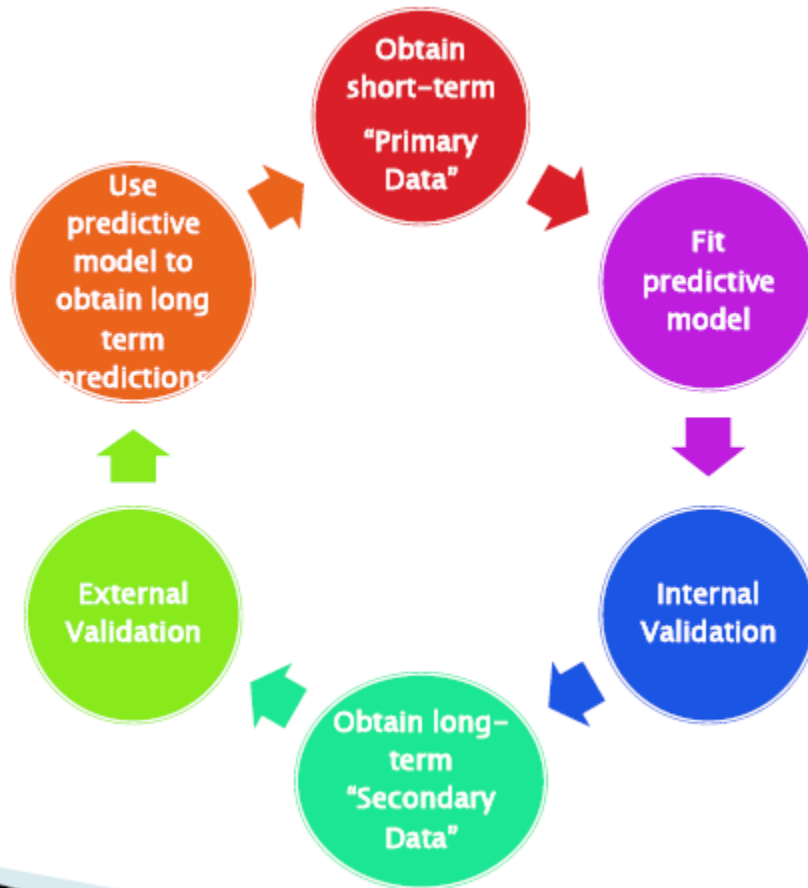 Obtain
short-term
“Primary
Data”
Fit
predictive
model
Internal
Validation
Obtain long-
term
“Secondary
Data”
External
Validation
Use
predictive
model to
obtain long
term
predictions